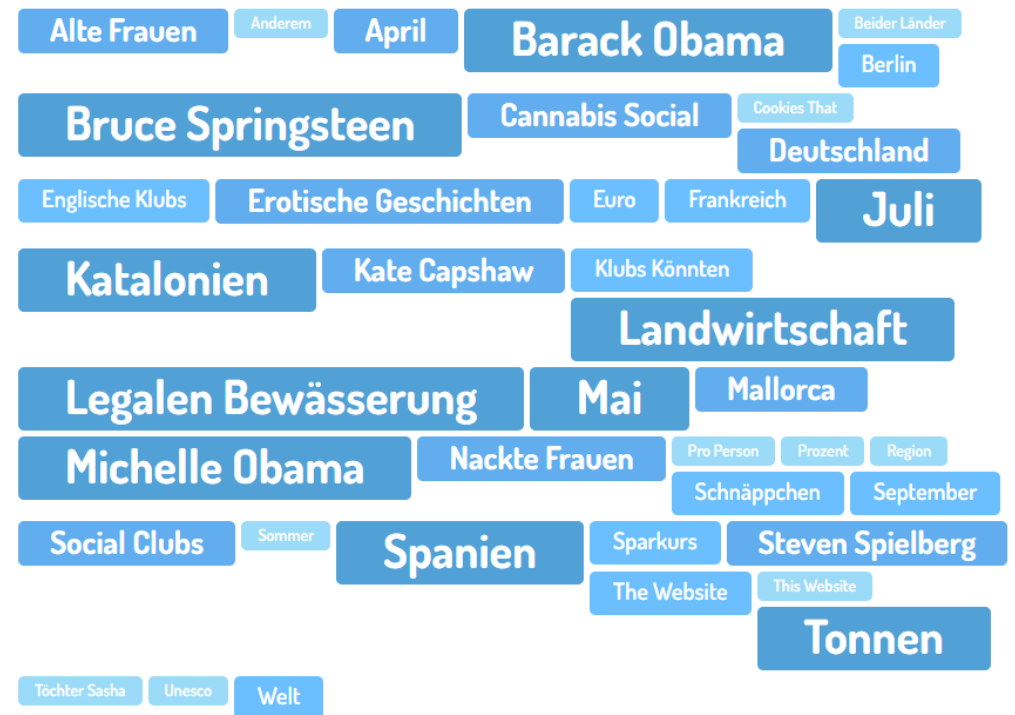 Alte Frauen Anderem April Barack Obama Beider Länder
Berlin
Bruce Springsteen Cannabis Social Cookies That
Deutschland
Englische Klubs Erotische Geschichten Euro Frankreich Juli
Katalonien Kate Capshaw Klubs Könnten
Landwirtschaft
Legalen Bewässerung Mai Mallorca
Michelle Obama Nackte Frauen Pro Person Prozent Region
Schnäppchen September
Social Clubs Sommer Spanien Sparkurs Steven Spielberg
The Website This Website
Tonnen
Töchter Sasha Unesco Welt